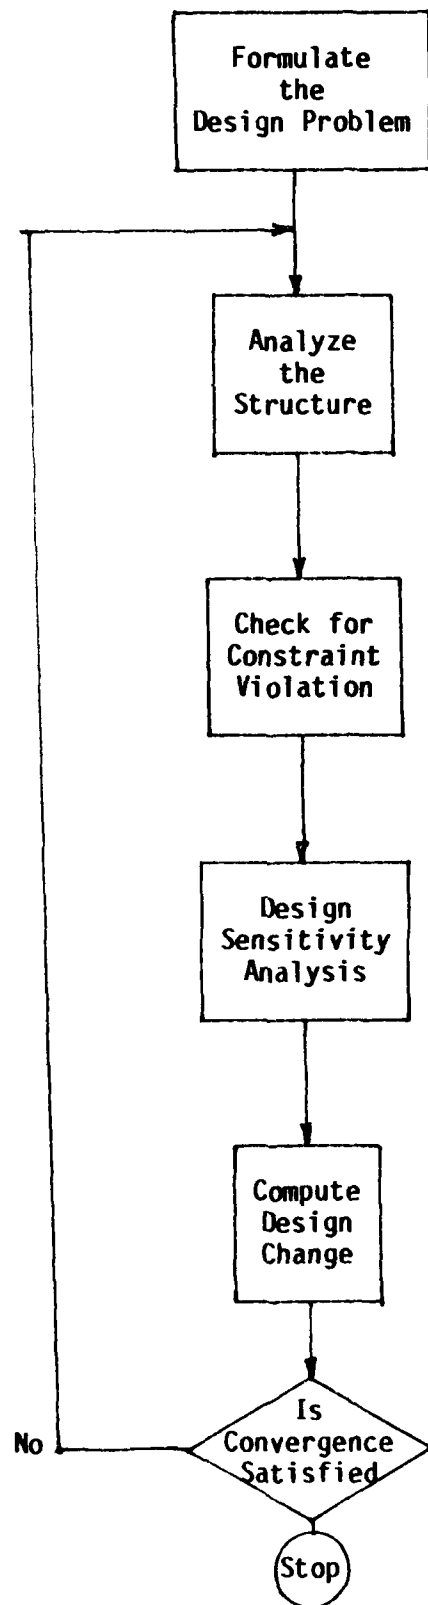 Formulate
the
Design Problem
Analyze
the
Structure
Check for
Constraint
Violation
Design
Sensitivity
Analysis
Compute
Design
Change
Is
Convergence
Satisfied
No
Stop